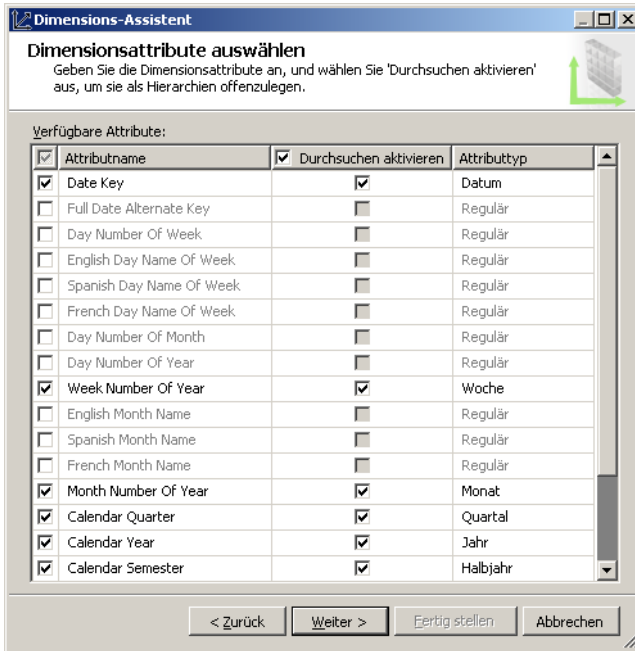 Dimensions-Assistent
Dimensionsattribute auswählen
Geben Sie die Dimensionsattribute an, und wählen Sie 'Durchsuchen aktivieren'
aus, um sie als Hierarchien offenzulegen.
Verfügbare Attribute:
Attributname Durchsuchen aktivieren Attributtyp
Date Key Datum
Full Date Alternate Key Regulär
Day Number Of Week Regulär
English Day Name Of Week Regulär
Spanish Day Name Of Week Regulär
French Day Name Of Week Regulär
Day Number Of Month Regulär
Day Number Of Year Regulär
Week Number Of Year Woche
English Month Name Regulär
Spanish Month Name Regulär
French Month Name Regulär
Month Number Of Year Monat
Calendar Quarter Quartal
Calendar Year Jahr
Calendar Semester Halbjahr
< Zurück Weiter > Fertig stellen Abbrechen